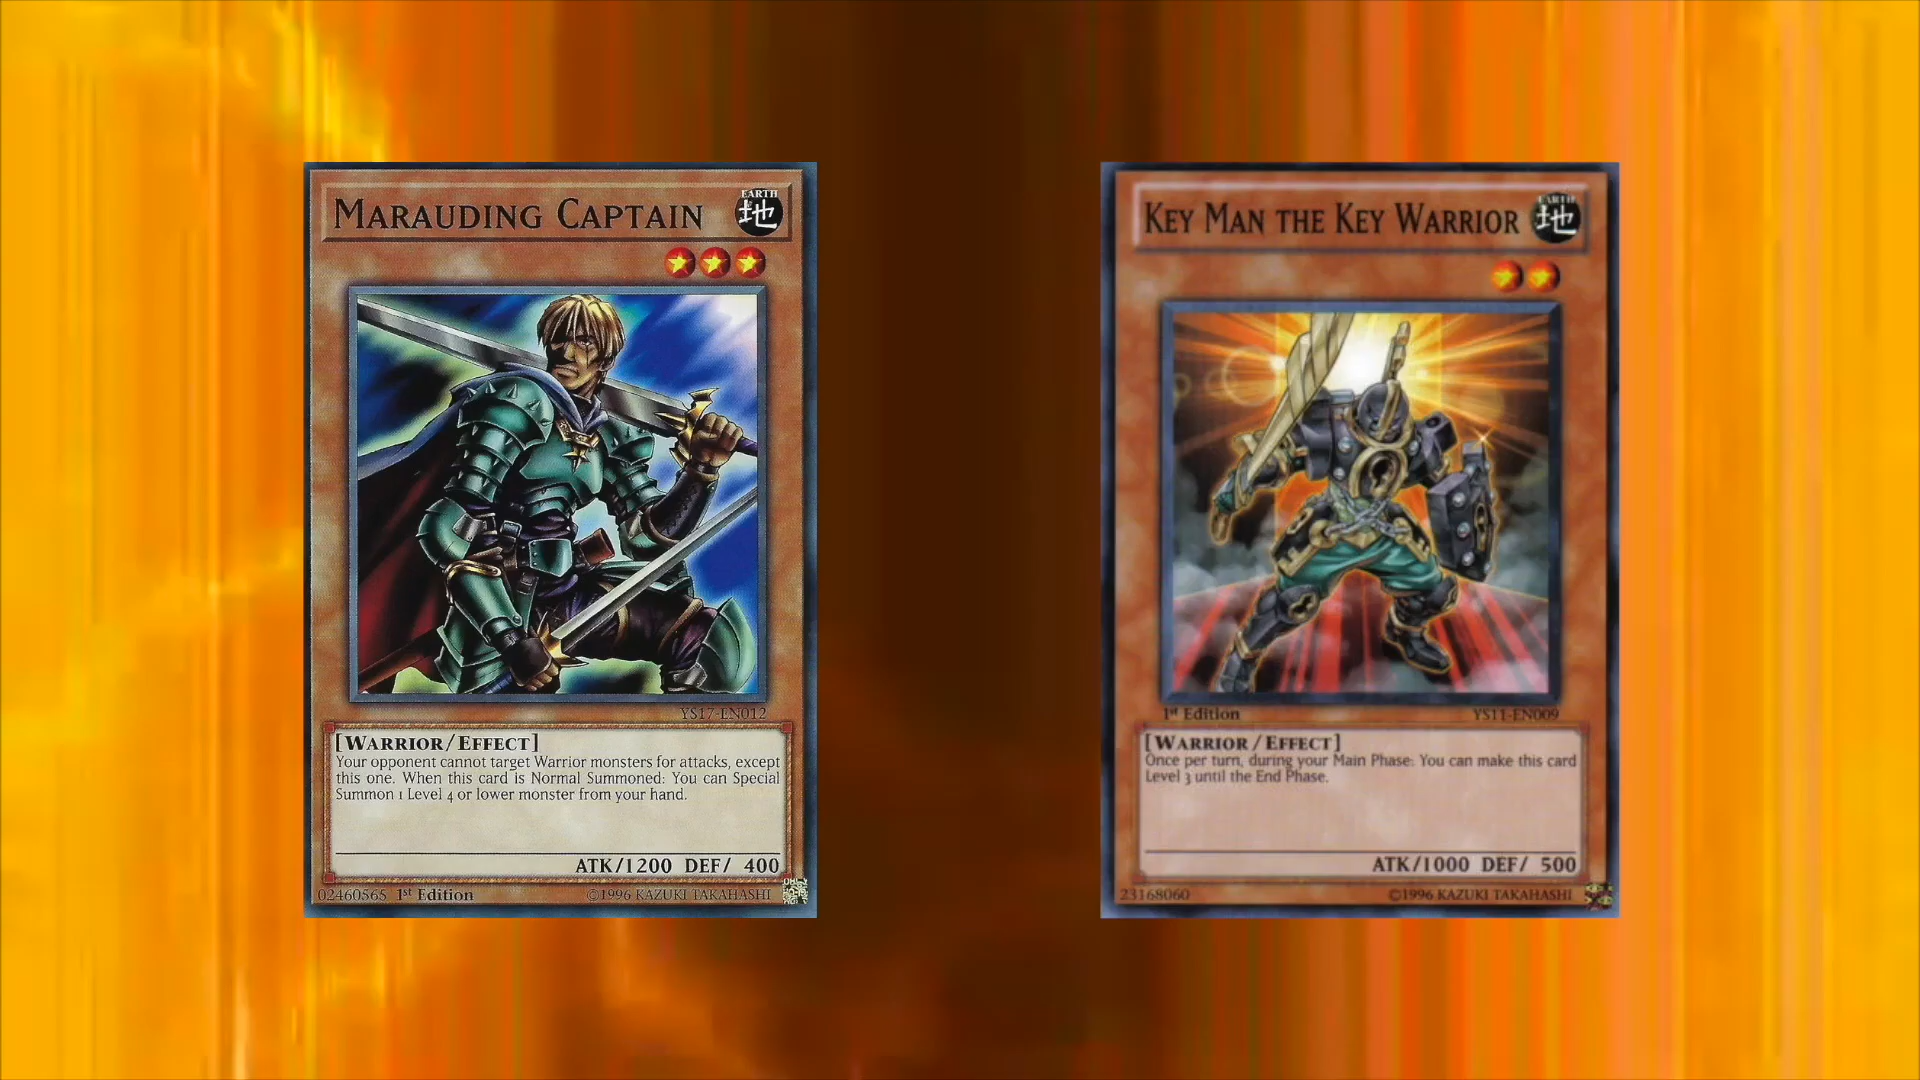 MARAUDING CAPTAIN
EARTH
地
YS17-EN012
[WARRIOR/EFFECT]
Your opponent cannot target Warrior monsters for attacks, except
this one. When this card is Normal Summoned: You can Special
Summon 1 Level 4 or lower monster from your hand.
ATK/1200 DEF/ 400
02460565 1st Edition ©1996 KAZUKI TAKAHASHI
KEY MAN THE KEY WARRIOR
EARTH
地
1st Edition YS11-EN009
[WARRIOR/EFFECT]
Once per turn, during your Main Phase: You can make this card
Level 3 until the End Phase.
ATK/1000 DEF/ 500
23168060 ©1996 KAZUKI TAKAHASHI